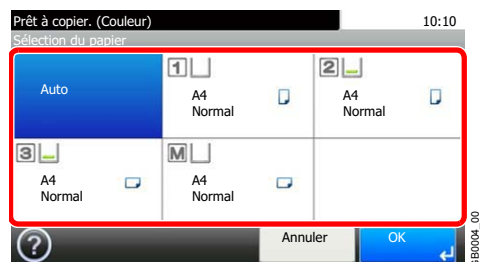 Prêt à copier. (Couleur) 10:10
Sélection du papier
Auto
1
A4
Normal
2
A4
Normal
3
A4
Normal
M
A4
Normal
?
Annuler
OK